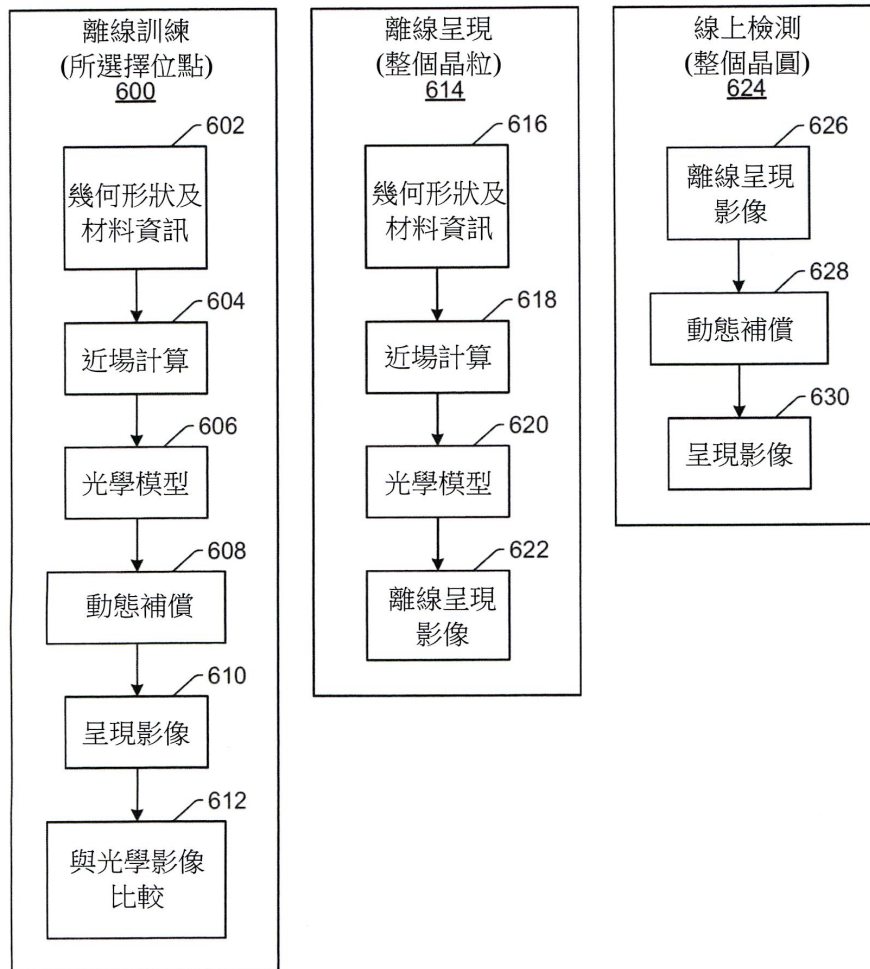 離線訓練
(所選擇位點)
600
602
幾何形狀及
材料資訊
604
近場計算
606
光學模型
608
動態補償
610
呈現影像
612
與光學影像
比較
離線呈現
(整個晶粒)
614
616
幾何形狀及
材料資訊
618
近場計算
620
光學模型
622
離線呈現
影像
線上檢測
(整個晶圓)
624
626
離線呈現
影像
628
動態補償
630
呈現影像